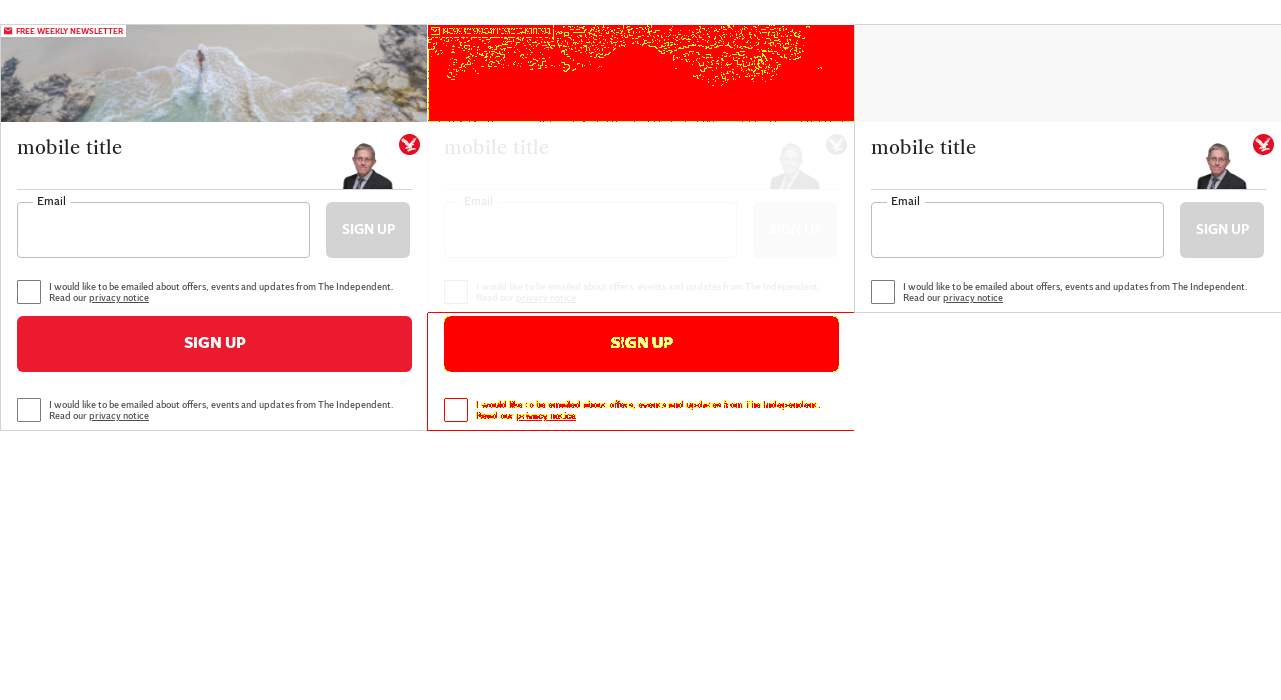 FREE WEEKLY NEWSLETTER
mobile title
Email
SIGN UP
I would like to be emailed about offers, events and updates from The Independent.
Read our privacy notice
SIGN UP
I would like to be emailed about offers, events and updates from The Independent.
Read our privacy notice
mobile title
Email
SIGN UP
I would like to be emailed about offers, events and updates from The Independent.
Read our privacy notice
SIGN UP
I would like to be emailed about offers, events and updates from The Independent.
Read our privacy notice
mobile title
Email
SIGN UP
I would like to be emailed about offers, events and updates from The Independent.
Read our privacy notice